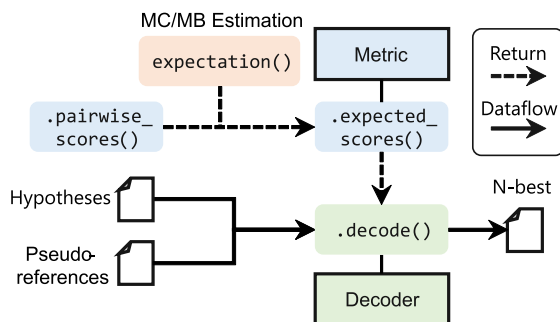 MC/MB Estimation
expectation()
Metric
Return
Dataflow
.pairwise_
scores()
.expected_
scores()
Hypotheses
Pseudo-
references
.decode()
N-best
Decoder